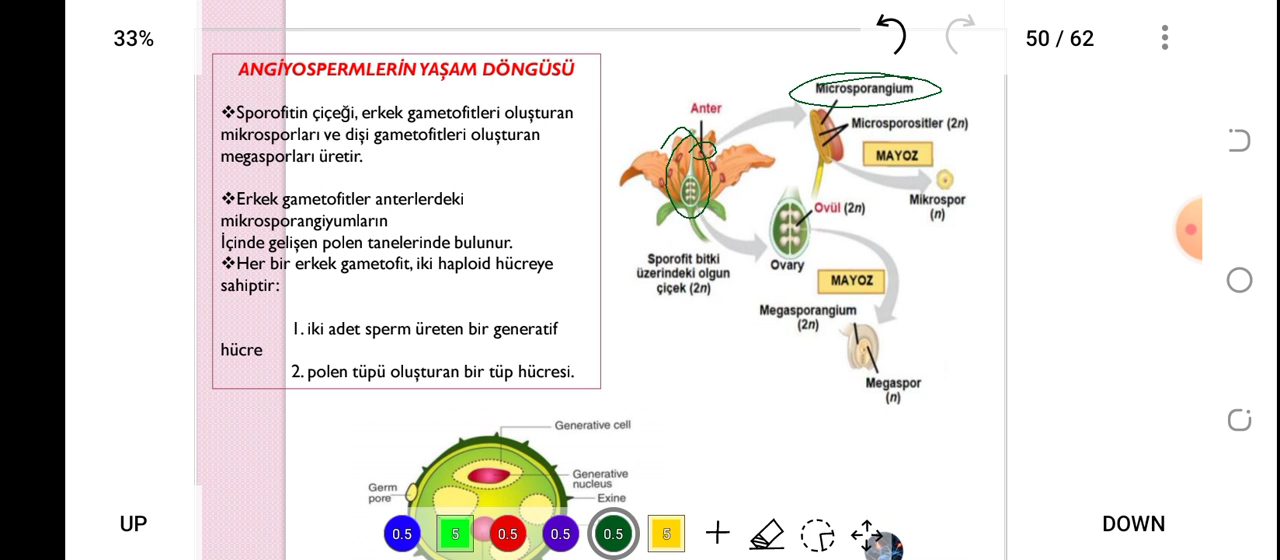 33%
50 / 62
ANGİYOSPERMLERİN YAŞAM DÖNGÜSÜ
❖Sporofitin çiçeği, erkek gametofitleri oluşturan
mikrosporları ve dişi gametofitleri oluşturan
megasporları üretir.
❖Erkek gametofitler anterlerdeki
mikrosporangiyumların
İçinde gelişen polen tanelerinde bulunur.
❖Her bir erkek gametofit, iki haploid hücreye
sahiptir:
1. iki adet sperm üreten bir generatif
hücre
2. polen tüpü oluşturan bir tüp hücresi.
Microsporangium
Anter
Microsporositler (2n)
MAYOZ
Mikrospor
(n)
Ovül (2n)
Sporofit bitki
üzerindeki olgun
çiçek (2n)
Ovary
MAYOZ
Megasporangium
(2n)
Megaspor
(n)
Generative cell
Generative
nucleus
Germ
pore
Exine
UP
0.5
5
0.5
0.5
0.5
5
DOWN